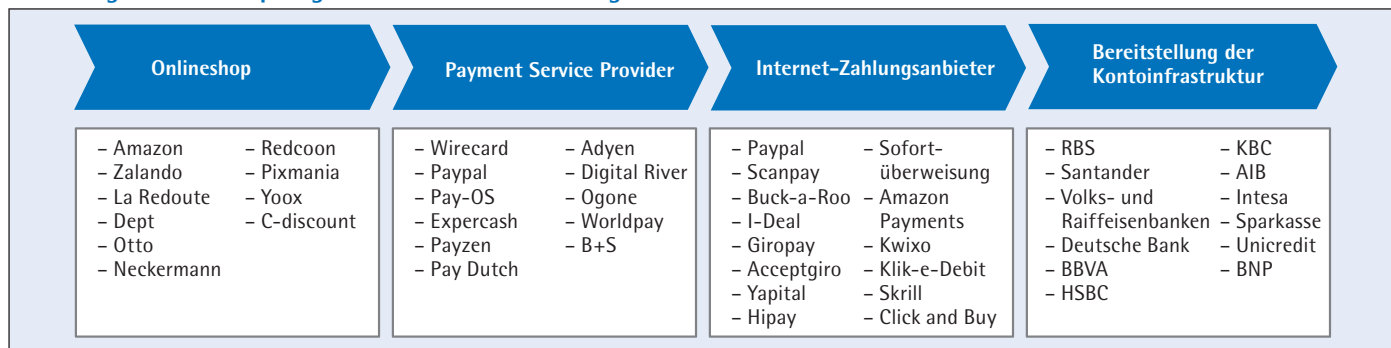 Onlineshop
Payment Service Provider
Internet-Zahlungsanbieter
Bereitstellung der
Kontoinfrastruktur
– Amazon
– Zalando
– La Redoute
– Dept
– Otto
– Neckermann
– Redcoon
– Pixmania
– Yoox
– C-discount
– Wirecard
– Paypal
– Pay-OS
– Expercash
– Payzen
– Pay Dutch
– Adyen
– Digital River
– Ogone
– Worldpay
– B+S
– Paypal
– Scanpay
– Buck-a-Roo
– I-Deal
– Giropay
– Acceptgiro
– Yapital
– Hipay
– Sofort-
überweisung
– Amazon
Payments
– Kwixo
– Klik-e-Debit
– Skrill
– Click and Buy
– RBS
– Santander
– Volks- und
Raiffeisenbanken
– Deutsche Bank
– BBVA
– HSBC
– KBC
– AIB
– Intesa
– Sparkasse
– Unicredit
– BNP